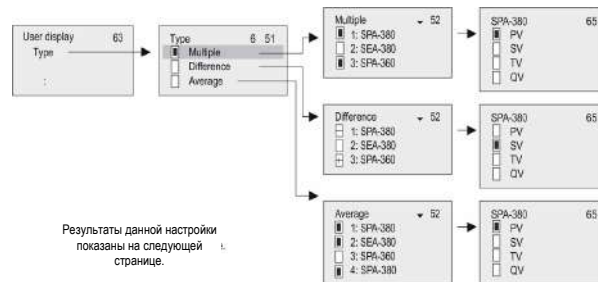 User display 63
Type
:
Type 6 51
Multiple
Difference
Average
Multiple 52
1: SPA-380
2: SEA-380
3: SPA-360
SPA-380 65
PV
SV
TV
QV
Difference 52
1: SPA-380
2: SEA-380
3: SPA-360
SPA-380 65
PV
SV
TV
QV
Average 52
1: SPA-380
2: SEA-380
3: SPA-360
4: SPA-380
SPA-380 65
PV
SV
TV
QV
Результаты данной настройки
показаны на следующей
странице.